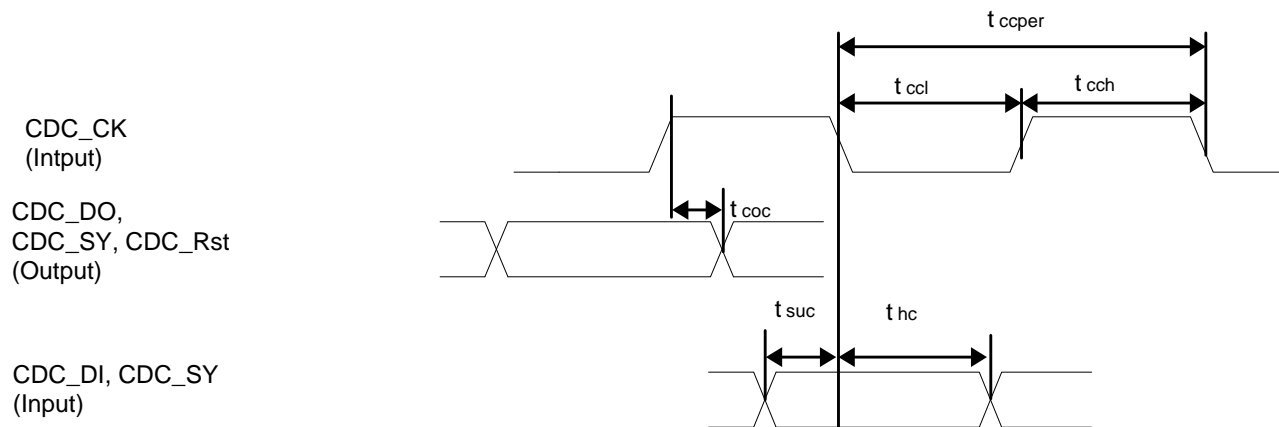 t ccper
t ccl
t cch
CDC_CK
(Intput)
CDC_DO,
CDC_SY, CDC_Rst
(Output)
t coc
t suc
t hc
CDC_DI, CDC_SY
(Input)